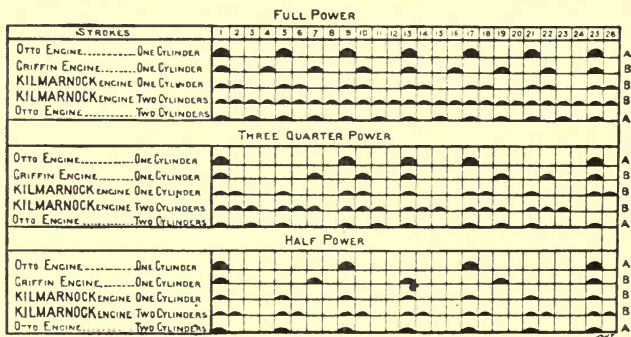 FULL POWER
STROKES 1 2 3 4 5 6 7 8 9 10 11 12 13 14 15 16 17 18 19 20 21 22 23 24 25 26
OTTO ENGINE......... ONE CYLINDER A
GRIFFIN ENGINE....... ONE CYLINDER B
KILMARNOCK ENGINE ONE CYLINDER B
KILMARNOCK ENGINE TWO CYLINDERS B
OTTO ENGINE......... TWO CYLINDERS A
THREE QUARTER POWER
OTTO ENGINE......... ONE CYLINDER A
GRIFFIN ENGINE....... ONE CYLINDER B
KILMARNOCK ENGINE ONE CYLINDER B
KILMARNOCK ENGINE TWO CYLINDERS B
OTTO ENGINE......... TWO CYLINDERS A
HALF POWER
OTTO ENGINE......... ONE CYLINDER A
GRIFFIN ENGINE....... ONE CYLINDER B
KILMARNOCK ENGINE ONE CYLINDER B
KILMARNOCK ENGINE TWO CYLINDERS B
OTTO ENGINE......... TWO CYLINDERS A